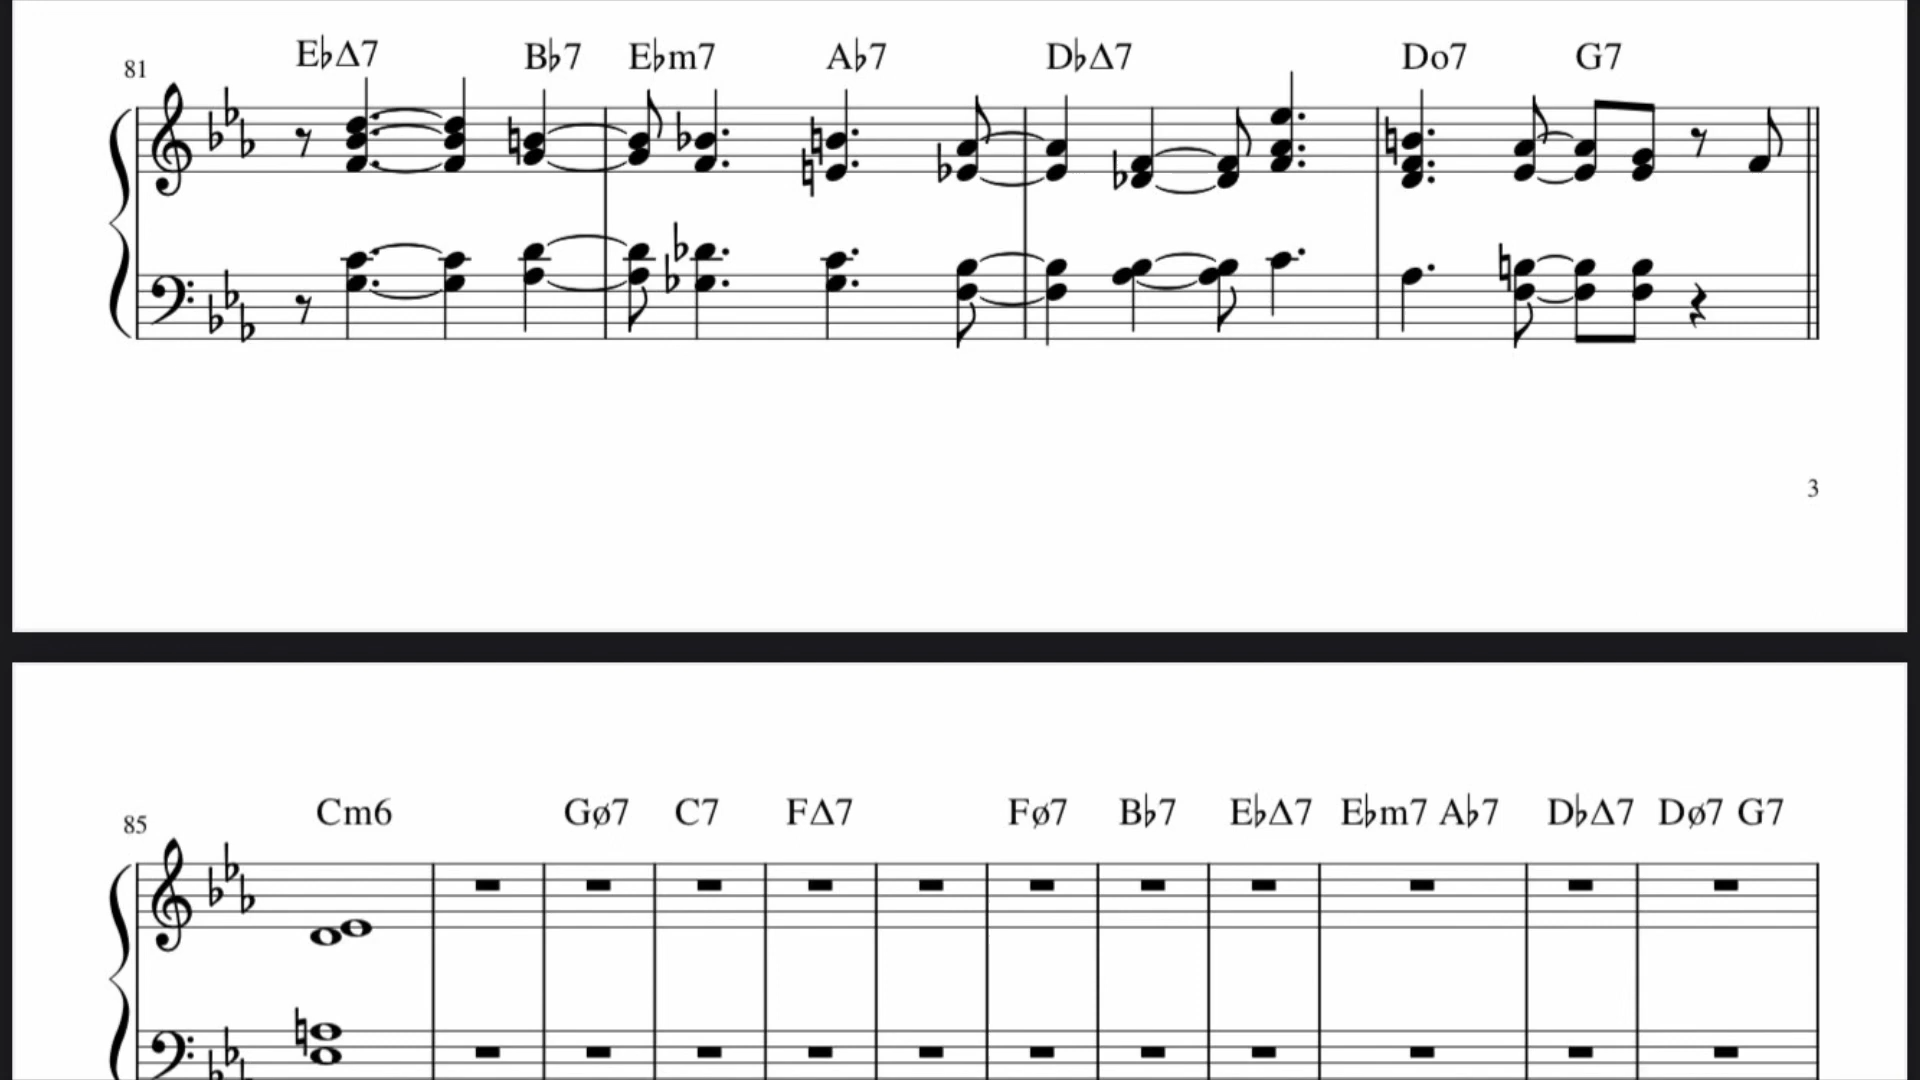 81 E♭Δ7 B♭7 E♭m7 A♭7 D♭Δ7 Do7 G7
3
85 Cm6 Gø7 C7 FΔ7 Fø7 B♭7 E♭Δ7 E♭m7 A♭7 D♭Δ7 Dø7 G7